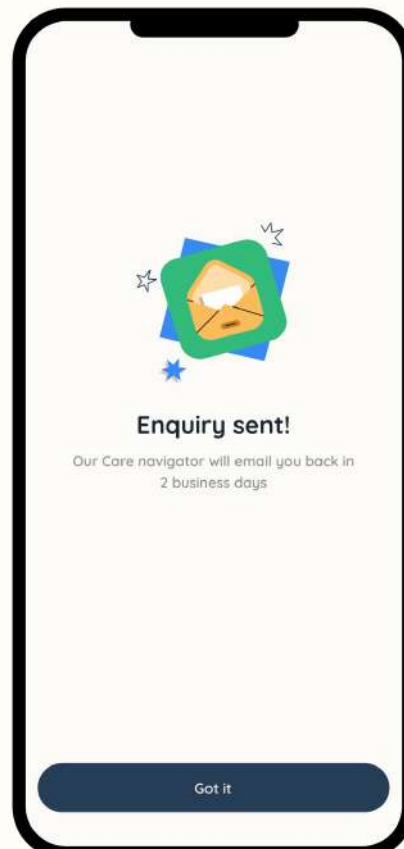 Enquiry sent!
Our Care navigator will email you back in
2 business days
Got it